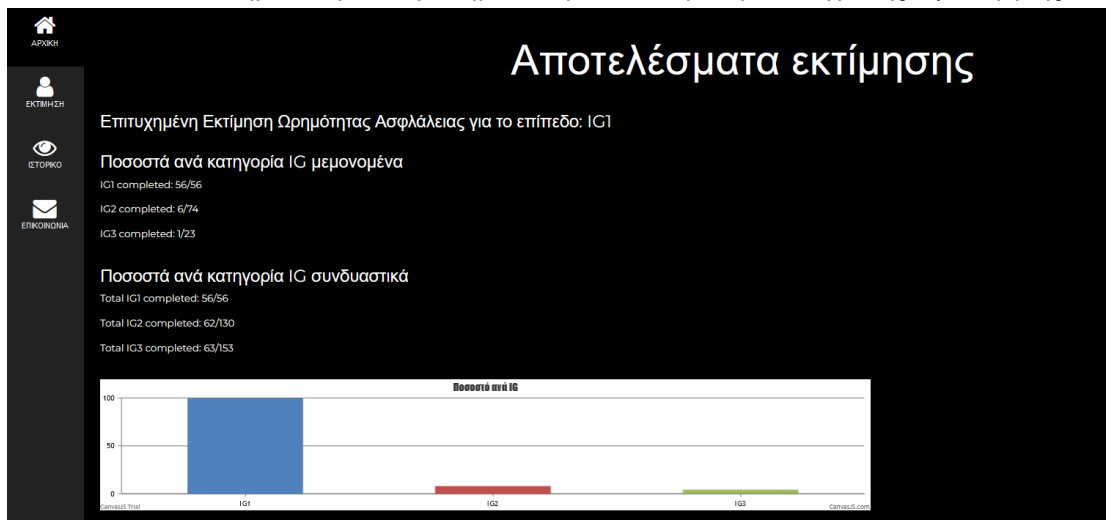 ΑΡΧΙΚΗ
ΕΚΤΙΜΗΣΗ
ΙΣΤΟΡΙΚΟ
ΕΠΙΚΟΙΝΩΝΙΑ
Αποτελέσματα εκτίμησης
Επιτυχημένη Εκτίμηση Ωρημότητας Ασφλάλειας για το επίπεδο: IG1
Ποσοστά ανά κατηγορία IG μεμονομένα
IG1 completed: 56/56
IG2 completed: 6/74
IG3 completed: 1/23
Ποσοστά ανά κατηγορία IG συνδυαστικά
Total IG1 completed: 56/56
Total IG2 completed: 62/130
Total IG3 completed: 63/153
Ποσοστό ανά IG
100
50
0
IG1 IG2 IG3
CanvasJS Trial CanvasJS.com